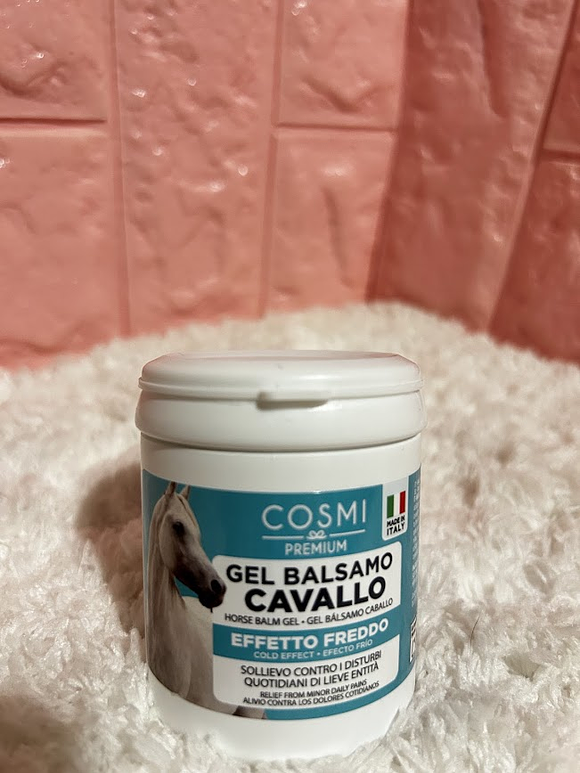 COSMI
PREMIUM
MADE IN
ITALY
GEL BALSAMO
CAVALLO
HORSE BALM GEL • GEL BÁLSAMO CABALLO
EFFETTO FREDDO
COLD EFFECT • EFECTO FRÍO
SOLLIEVO CONTRO I DISTURBI
QUOTIDIANI DI LIEVE ENTITÀ
RELIEF FROM MINOR DAILY PAINS
ALIVIO CONTRA LOS DOLORES COTIDIANOS